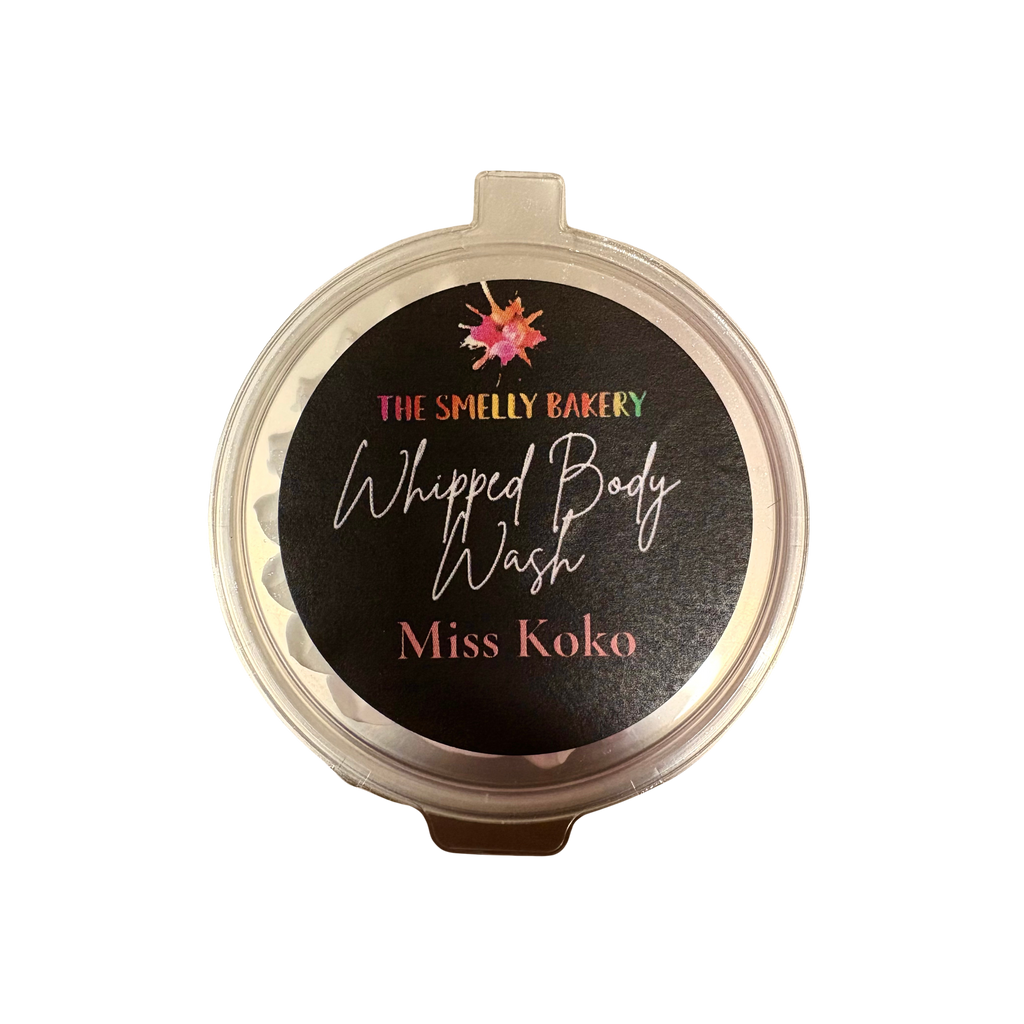 THE SMELLY BAKERY
Whipped Body
Wash
Miss Koko